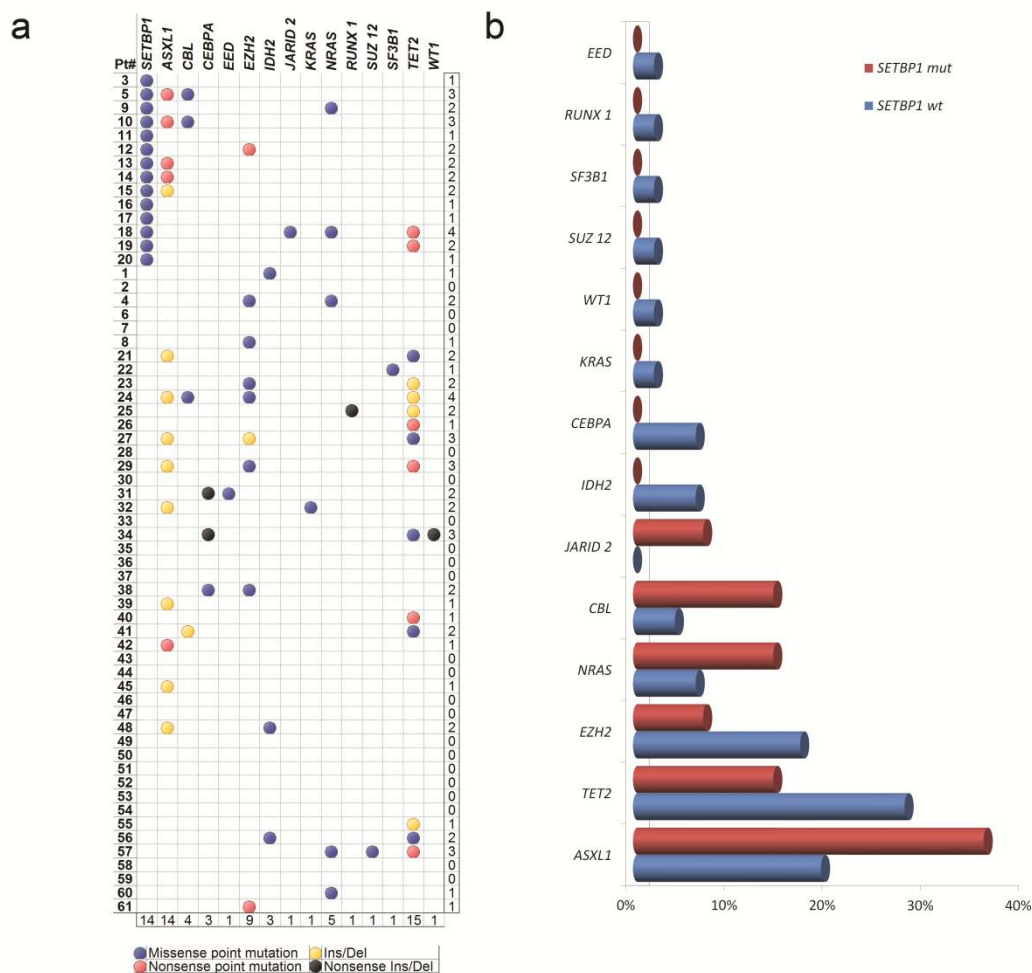 a
Pt# SETBP1 ASXL1 CBL CEBPA EED EZH2 IDH2 JARID 2 KRAS NRAS RUNX 1 SUZ 12 SF3B1 TET2 WT1
3 1
5 3
9 2
10 3
11 1
12 2
13 2
14 2
15 2
16 1
17 1
18 4
19 2
20 1
1 1
2 0
4 2
6 0
7 0
8 1
21 2
22 1
23 2
24 4
25 2
26 1
27 3
28 0
29 3
30 0
31 2
32 2
33 0
34 3
35 0
36 0
37 0
38 2
39 1
40 1
41 2
42 1
43 0
44 0
45 1
46 0
47 0
48 2
49 0
50 0
51 0
52 0
53 0
54 0
55 1
56 2
57 3
58 0
59 0
60 1
61 1
14 14 4 3 1 9 3 1 1 5 1 1 1 15 1
Missense point mutation Ins/Del
Nonsense point mutation Nonsense Ins/Del
b
SETBP1 mut
SETBP1 wt
EED
RUNX 1
SF3B1
SUZ 12
WT1
KRAS
CEBPA
IDH2
JARID 2
CBL
NRAS
EZH2
TET2
ASXL1
0% 10% 20% 30% 40%